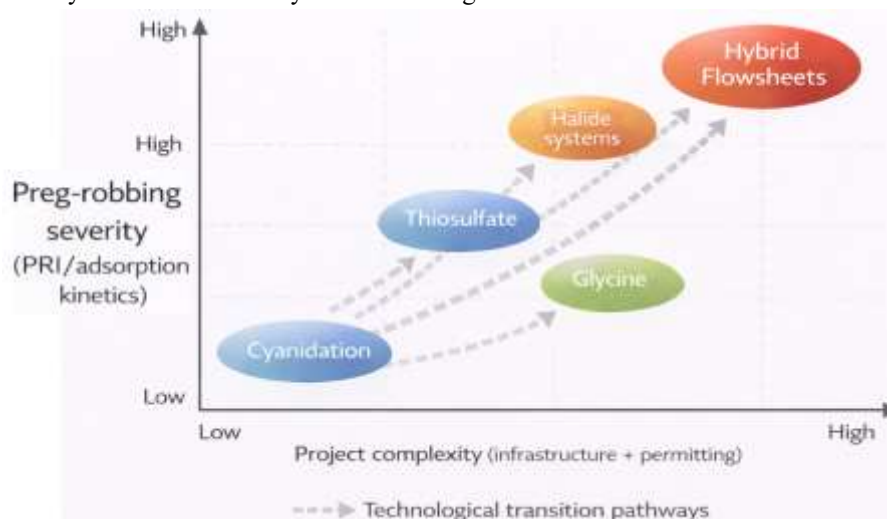 High
Hybrid
Flowsheets
Halide
systems
High
Preg-robbing
severity
(PRI/adsorption
kinetics)
Thiosulfate
Glycine
Cyanidation
Low
Low
High
Project complexity (infrastructure + permitting)
Technological transition pathways